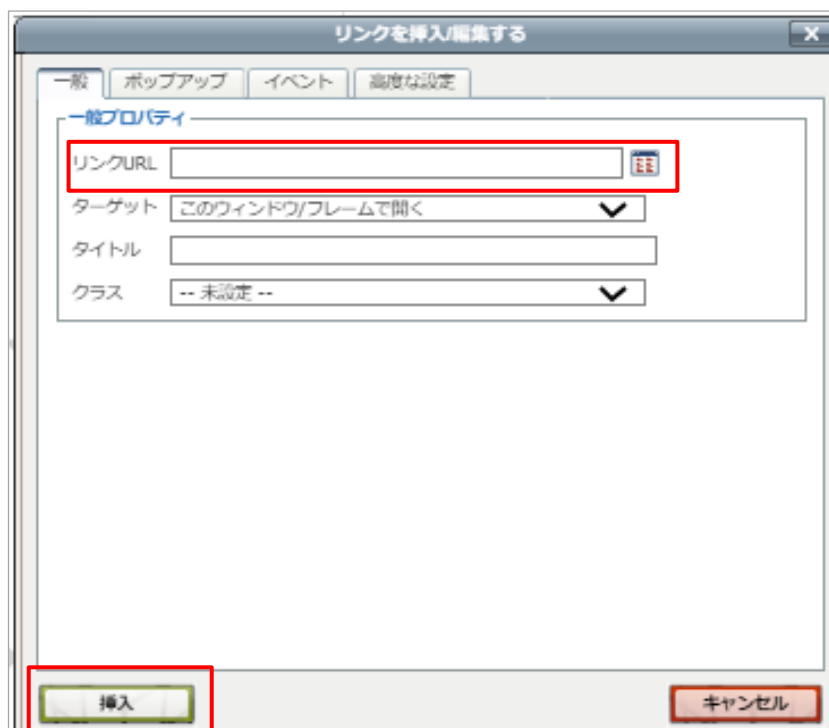 リンクを挿入/編集する
一般 ポップアップ イベント 高度な設定
一般プロパティ
リンクURL
ターゲット このウィンドウ/フレームで開く
タイトル
クラス -- 未設定 --
挿入 キャンセル